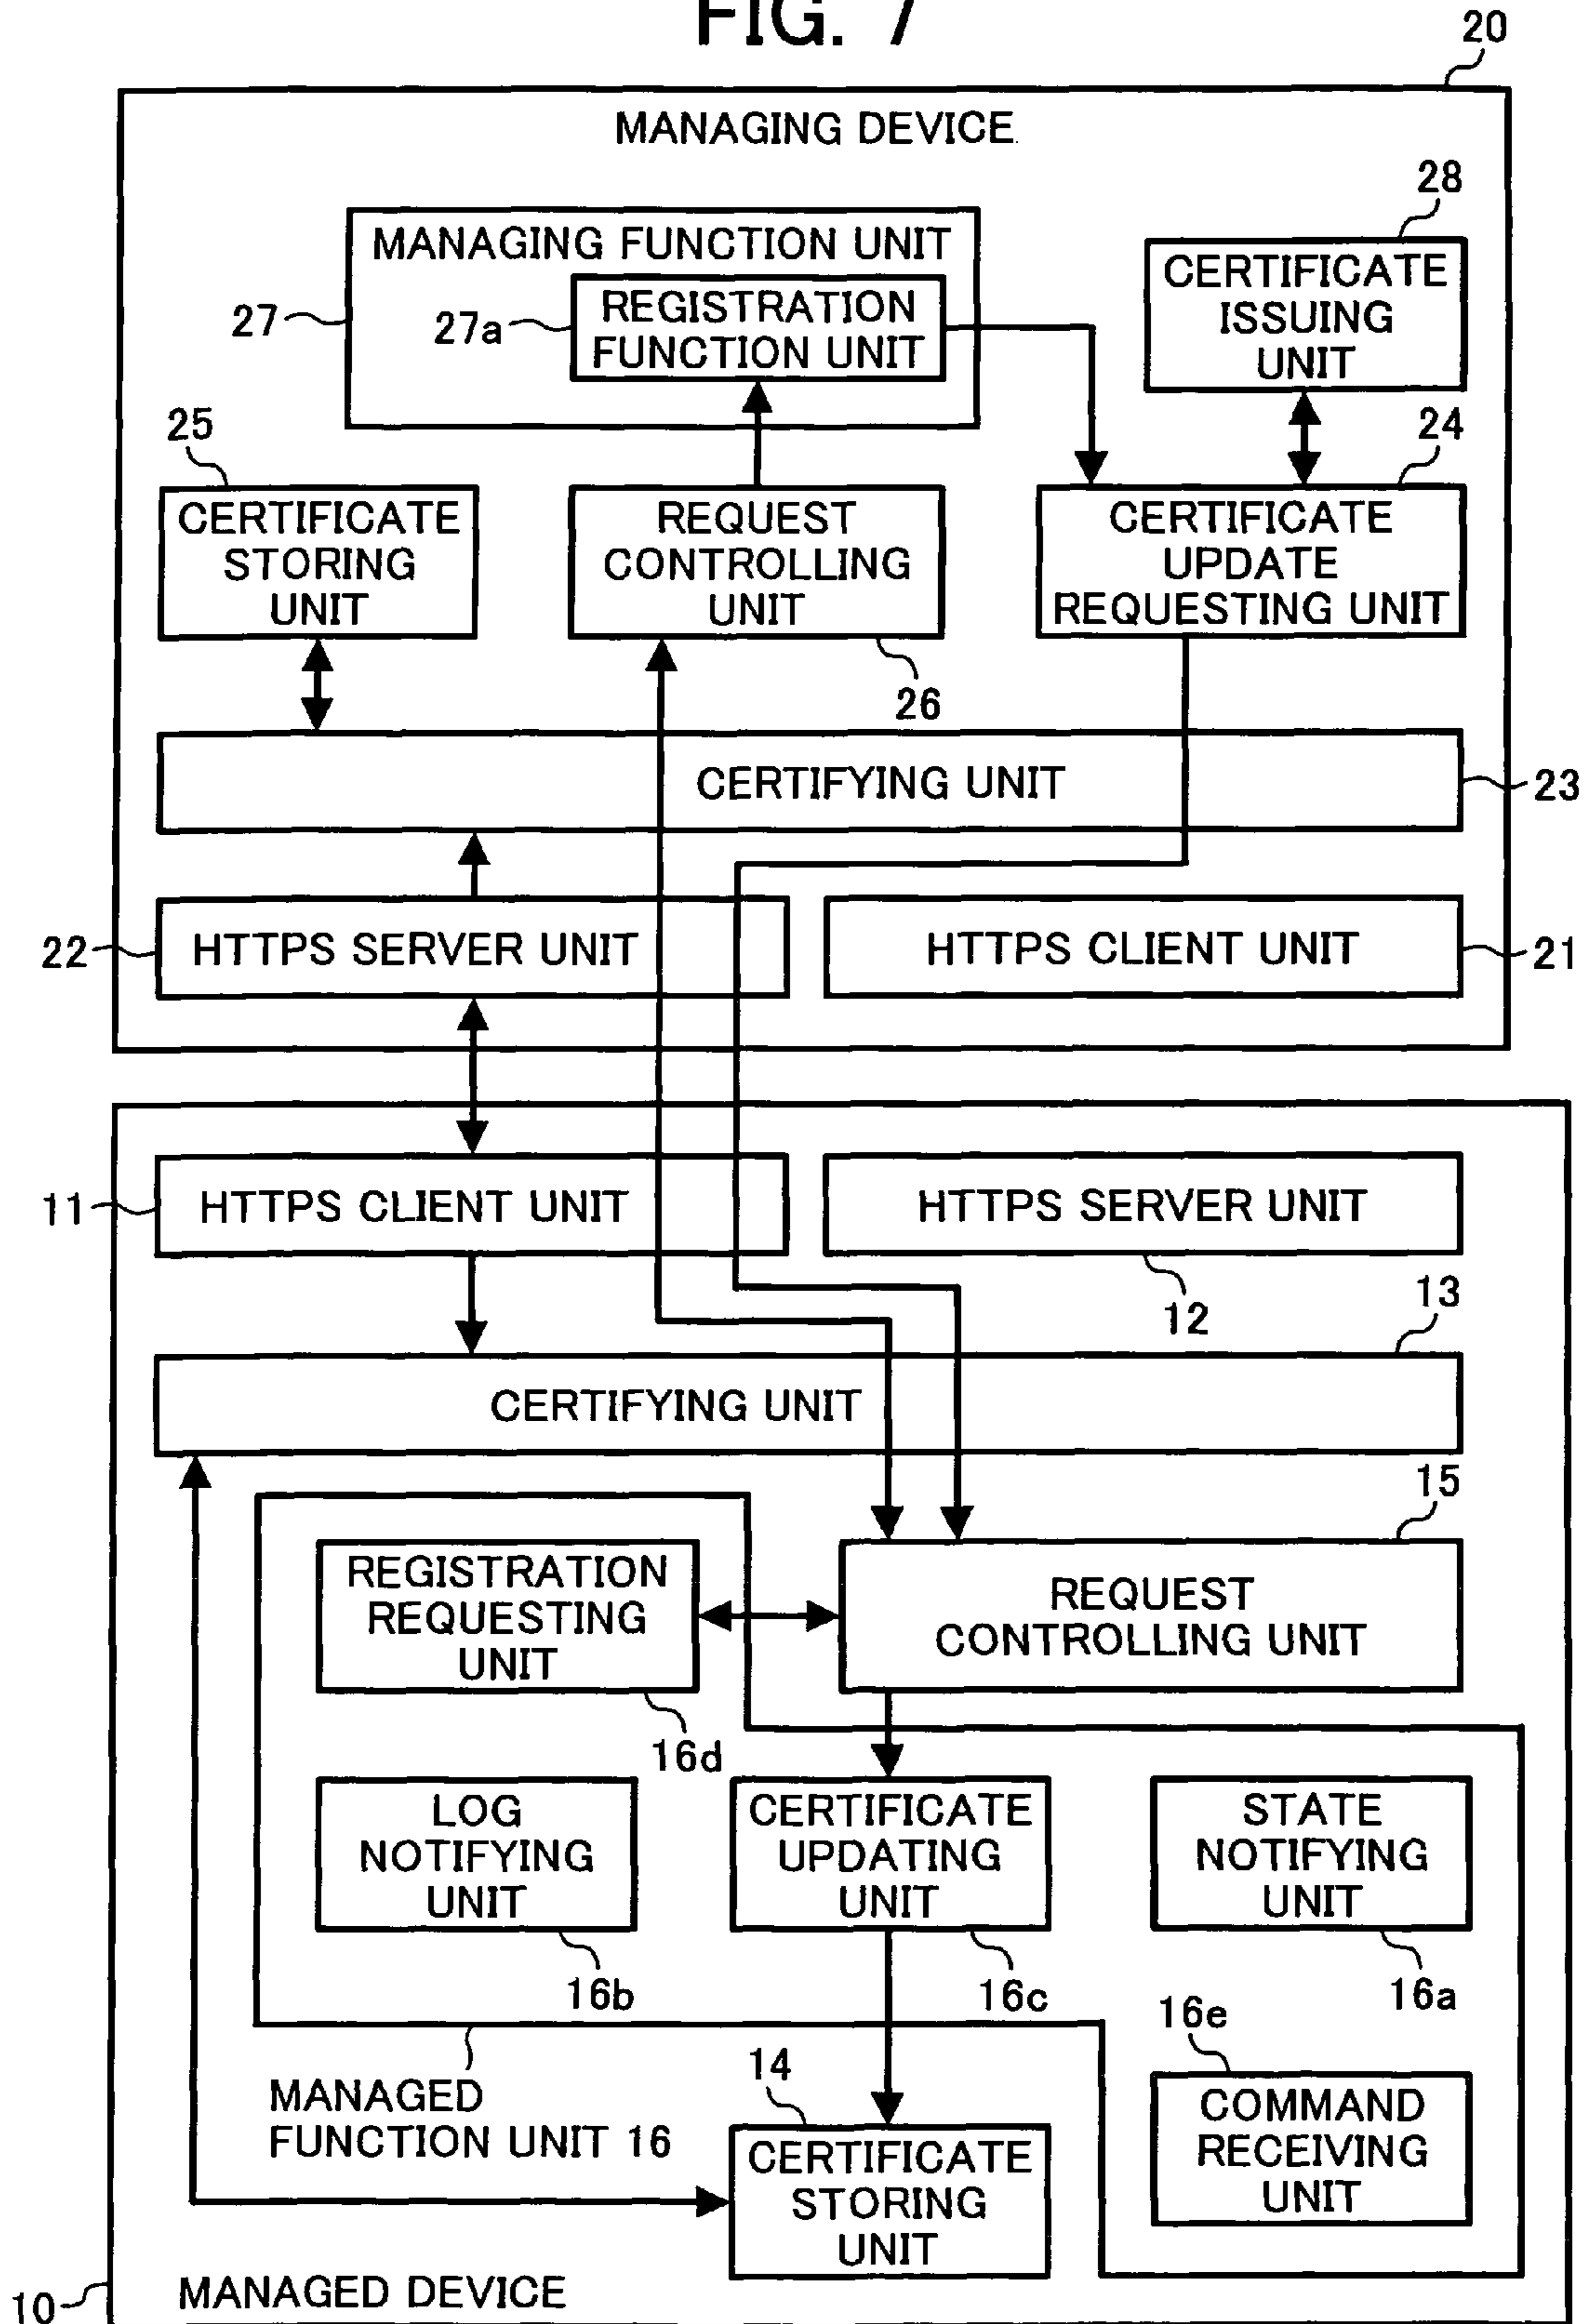 FIG. 7
20
MANAGING DEVICE
28
MANAGING FUNCTION UNIT
CERTIFICATE
ISSUING
UNIT
27
27a
REGISTRATION
FUNCTION UNIT
25
24
CERTIFICATE
STORING
UNIT
REQUEST
CONTROLLING
UNIT
CERTIFICATE
UPDATE
REQUESTING UNIT
26
CERTIFYING UNIT
23
22
HTTPS SERVER UNIT
HTTPS CLIENT UNIT
21
11
HTTPS CLIENT UNIT
HTTPS SERVER UNIT
12
13
CERTIFYING UNIT
15
REGISTRATION
REQUESTING
UNIT
REQUEST
CONTROLLING UNIT
16d
LOG
NOTIFYING
UNIT
CERTIFICATE
UPDATING
UNIT
STATE
NOTIFYING
UNIT
16b
16c
16a
16e
MANAGED
FUNCTION UNIT 16
14
CERTIFICATE
STORING
UNIT
COMMAND
RECEIVING
UNIT
10
MANAGED DEVICE